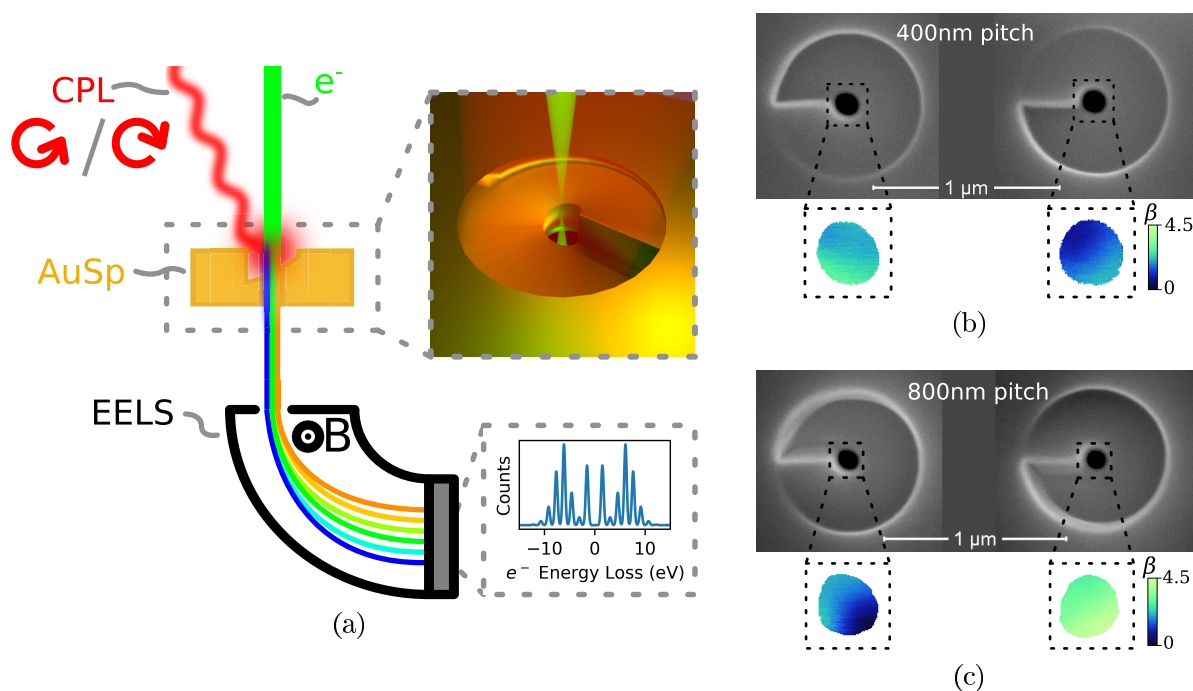 CPL
e-
/
AuSp
EELS
B
Counts
−10 0 10
e− Energy Loss (eV)
(a)
400nm pitch
1 µm
β
4.5
0
(b)
800nm pitch
1 µm
β
4.5
0
(c)